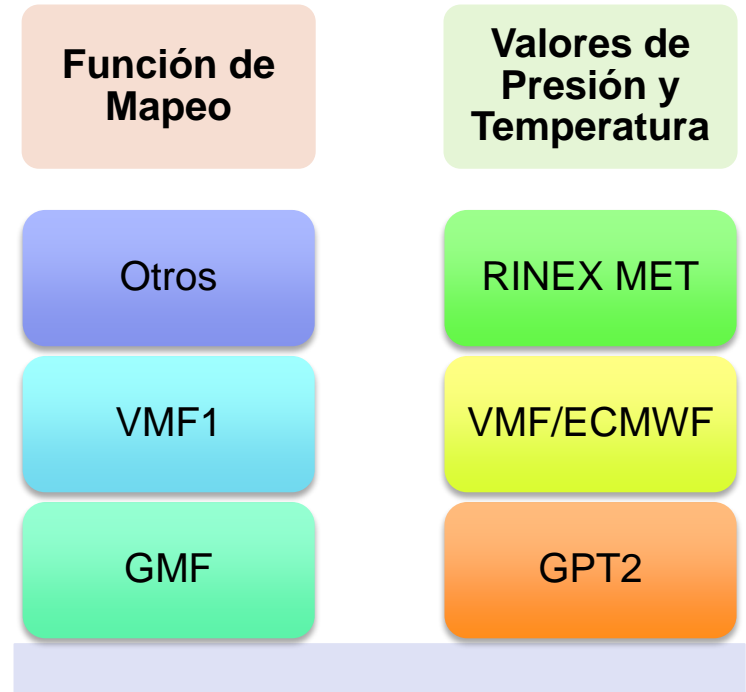 Función de
Mapeo
Valores de
Presión y
Temperatura
Otros
RINEX MET
VMF1
VMF/ECMWF
GMF
GPT2